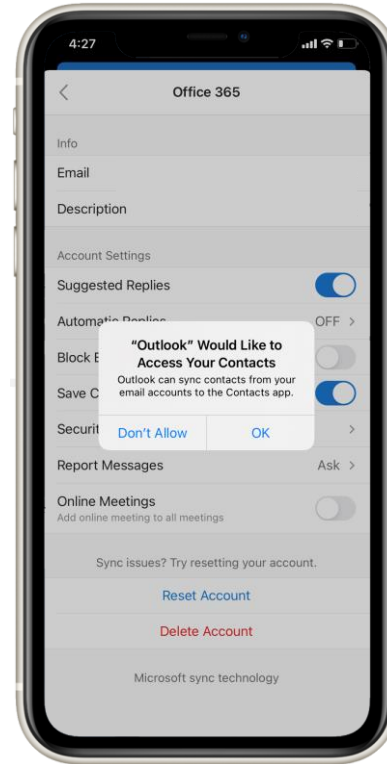 4:27
Office 365
Info
Email
Description
Account Settings
Suggested Replies
Automatic Replies OFF
Block E
Save C
Securit
Report Messages Ask
Online Meetings
Add online meeting to all meetings
Sync issues? Try resetting your account.
Reset Account
Delete Account
Microsoft sync technology
“Outlook” Would Like to
Access Your Contacts
Outlook can sync contacts from your
email accounts to the Contacts app.
Don't Allow OK